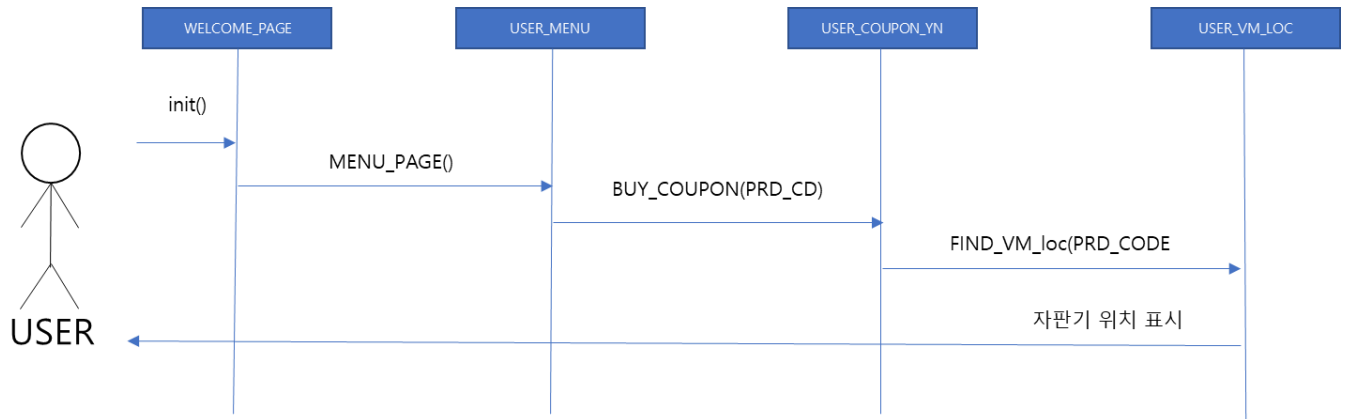 WELCOME_PAGE
USER_MENU
USER_COUPON_YN
USER_VM_LOC
init()
MENU_PAGE()
BUY_COUPON(PRD_CD)
FIND_VM_loc(PRD_CODE
자판기 위치 표시
USER